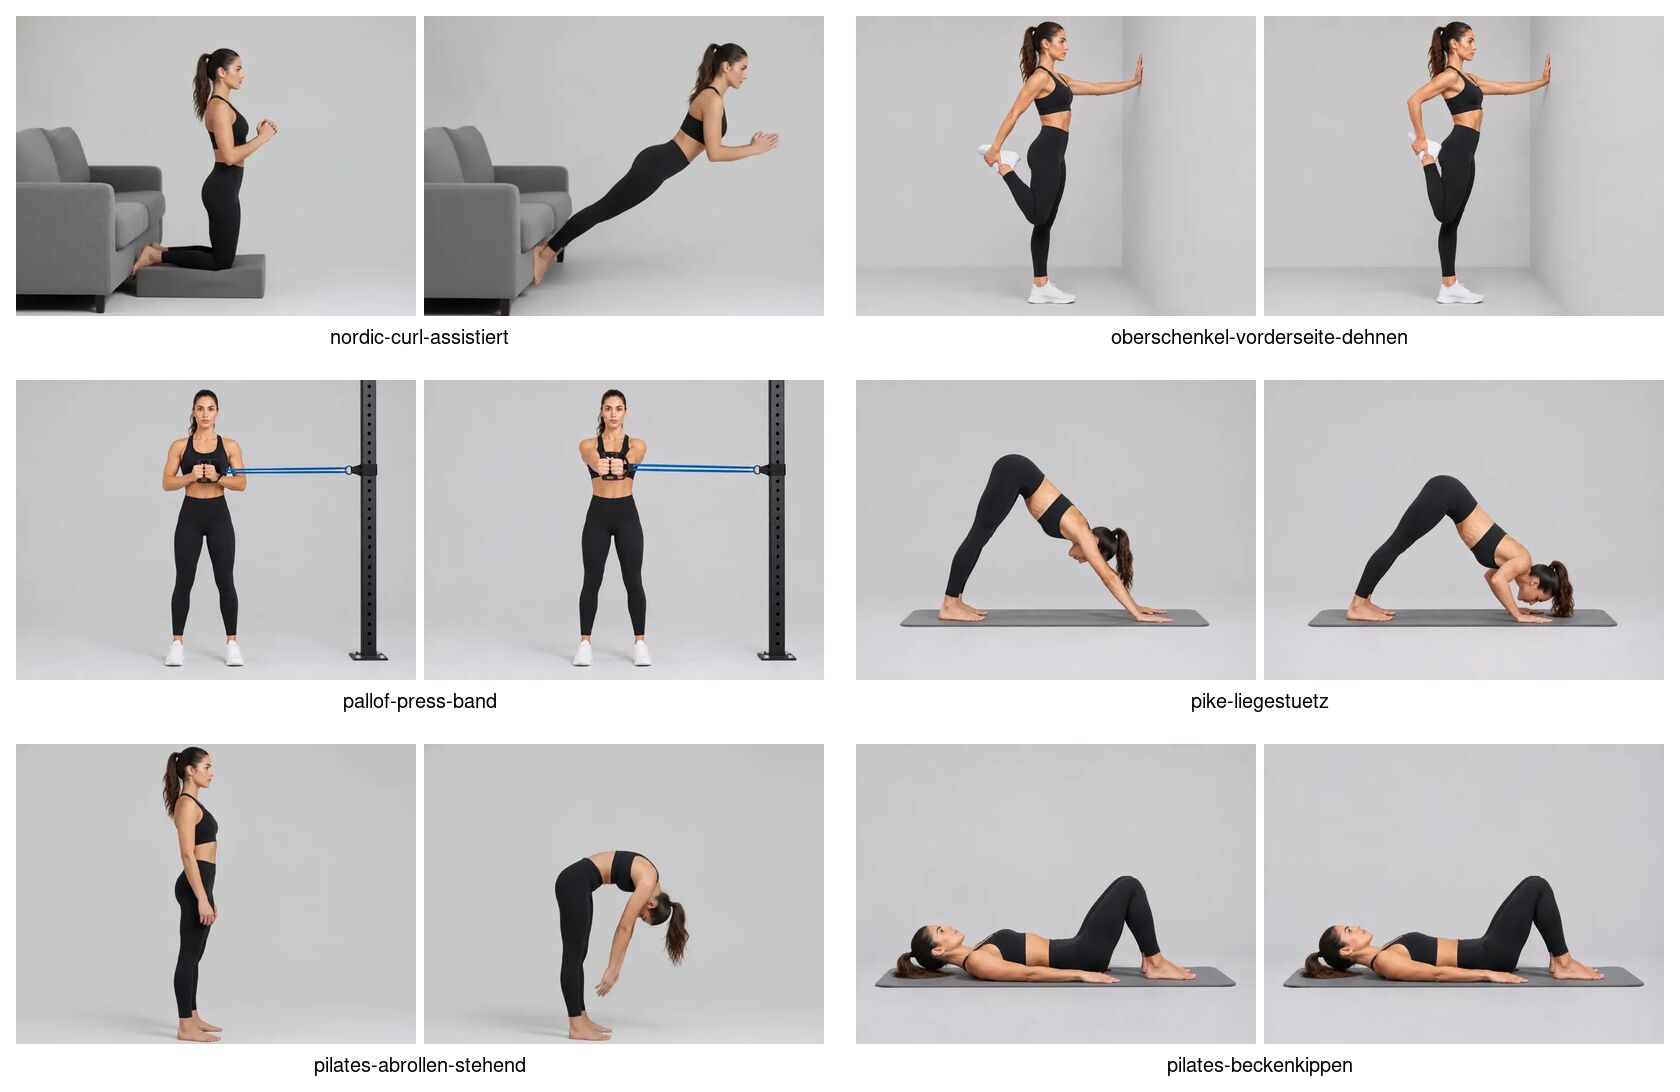 nordic-curl-assistiert
oberschenkel-vorderseite-dehnen
pallof-press-band
pike-liegestuetz
pilates-abrollen-stehend
pilates-beckenkippen